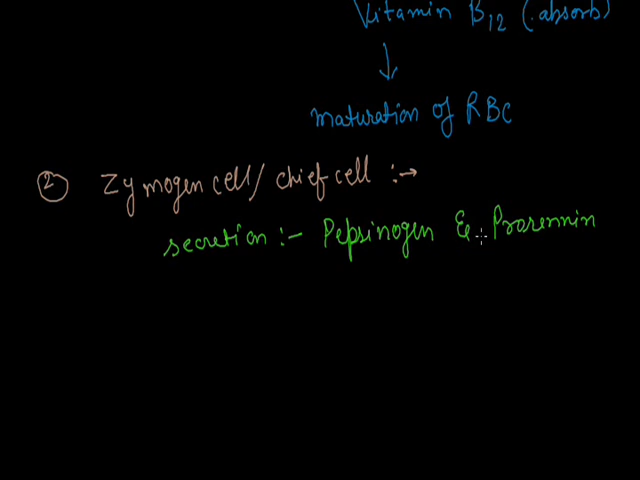 Vitamin B12 (absorb)
↓
maturation of RBC
② Zymogen cell/ chief cell :→
secretion :- Pepsinogen & Prorennin